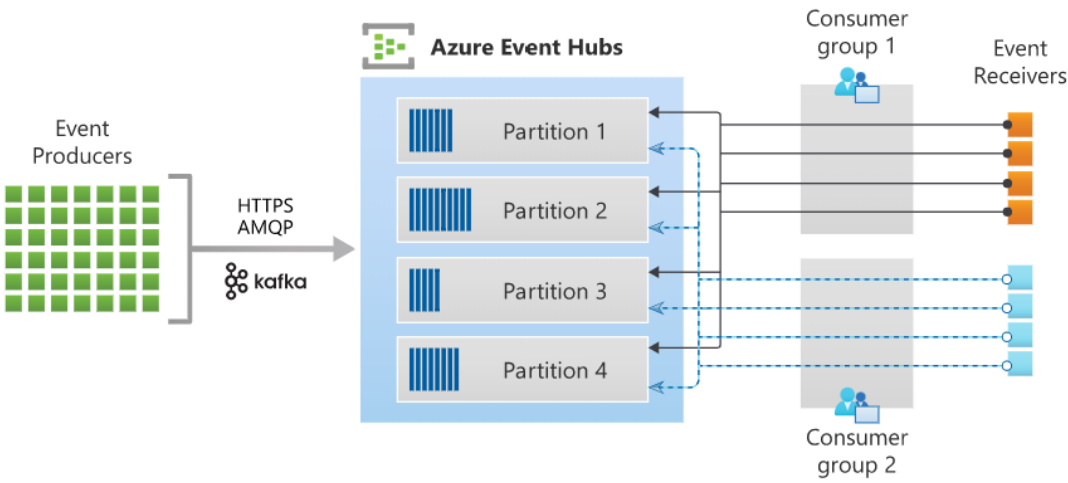 Azure Event Hubs
Event
Producers
HTTPS
AMQP
kafka
Partition 1
Partition 2
Partition 3
Partition 4
Consumer
group 1
Event
Receivers
Consumer
group 2